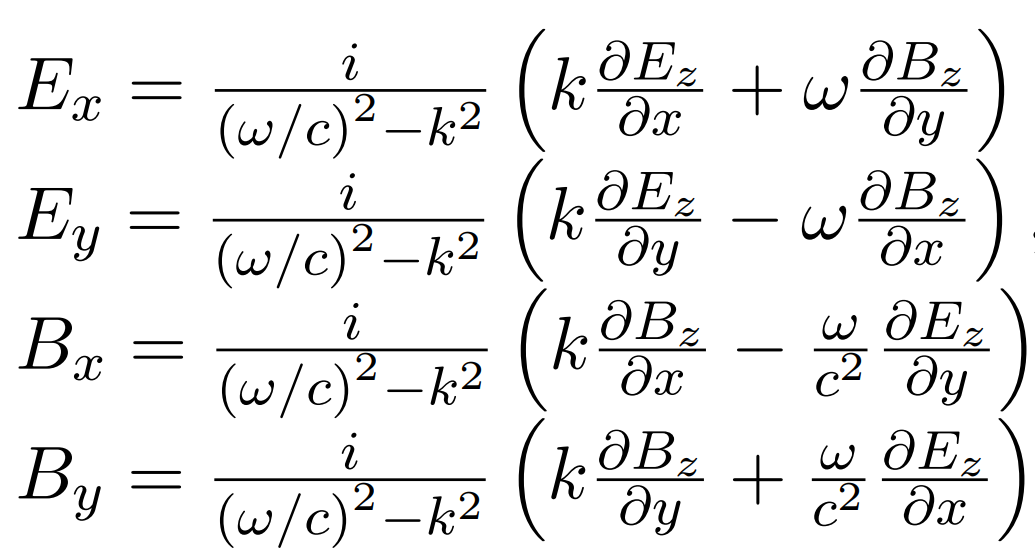 E_x = \frac{i}{(\omega/c)^2 - k^2} \left( k \frac{\partial E_z}{\partial x} + \omega \frac{\partial B_z}{\partial y} \right)
E_y = \frac{i}{(\omega/c)^2 - k^2} \left( k \frac{\partial E_z}{\partial y} - \omega \frac{\partial B_z}{\partial x} \right)
B_x = \frac{i}{(\omega/c)^2 - k^2} \left( k \frac{\partial B_z}{\partial x} - \frac{\omega}{c^2} \frac{\partial E_z}{\partial y} \right)
B_y = \frac{i}{(\omega/c)^2 - k^2} \left( k \frac{\partial B_z}{\partial y} + \frac{\omega}{c^2} \frac{\partial E_z}{\partial x} \right)